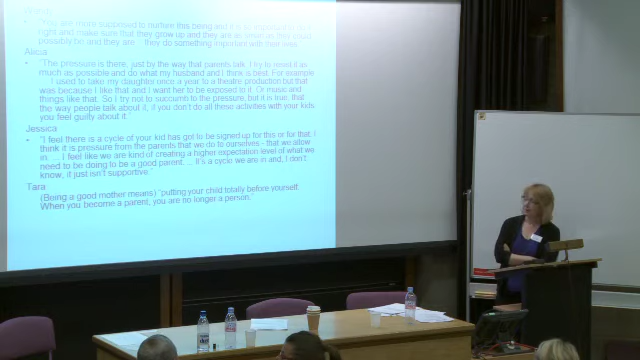 "You are more supposed to nurture this being and it is so important to do it
right and make sure that they grow up and they are as smart as they could
possibly be and they are they do something important with their lives."
Alicia
• "The pressure is there, just by the way that parents talk. I try to resist it as
much as possible and do what my husband and I think is best. For example
... I used to take my daughter once a year to a theatre production but that
was because I like that and I want her to be exposed to it. Or music and
things like that. So I try not to succumb to the pressure, but it is true, that
the way people talk about it, if you don't do all these activities with your kids
you feel guilty about it."
Jessica
• "I feel there is a cycle of your kid has got to be signed up for this or for that. I
think it is pressure from the parents that we do to ourselves - that we allow
in. ... I feel like we are kind of creating a higher expectation level of what we
need to be doing to be a good parent. ... It's a cycle we are in and, I don't
know, it just isn't supportive."
Tara
(Being a good mother means) "putting your child totally before yourself.
When you become a parent, you are no longer a person."